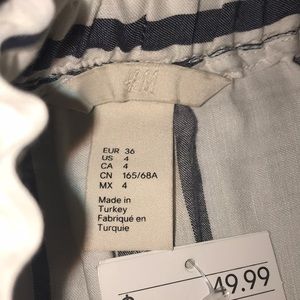 H&M
EUR 36
US 4
CA 4
CN 165/68A
MX 4
Made in
Turkey
Fabriqué en
Turquie
49.99